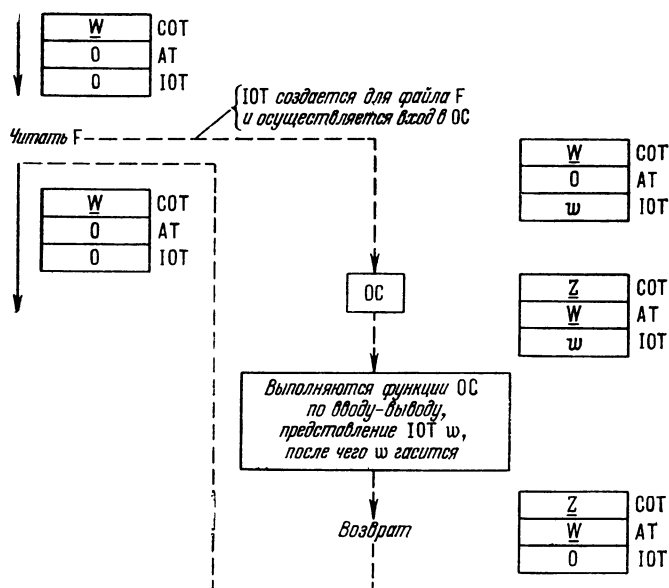 W COT
0 AT
0 IOT
IOT создается для файла F
и осуществляется вход в ОС
Читать F
W COT
0 AT
w IOT
W COT
0 AT
0 IOT
ОС
Z COT
W AT
w IOT
Выполняются функции ОС
по вводу-выводу,
представление IOT w,
после чего w гасится
Возврат
Z COT
W AT
0 IOT